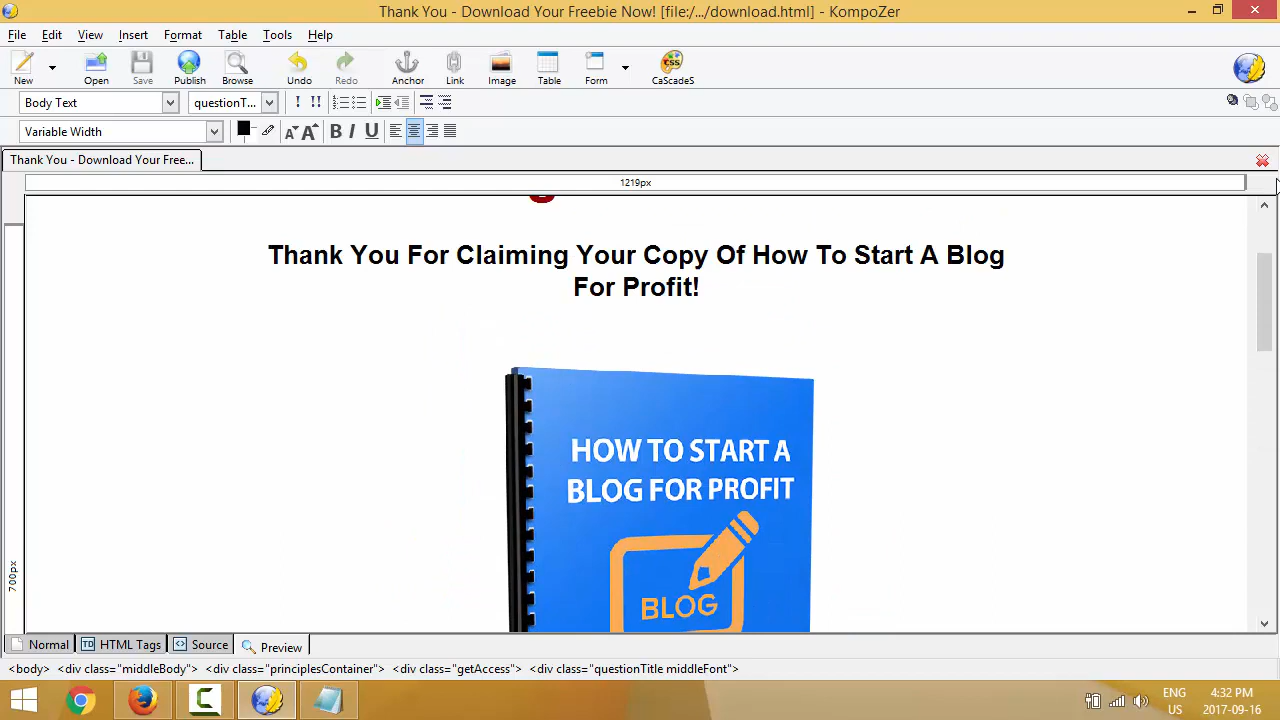 Thank You - Download Your Freebie Now! [file:/.../download.html] - KompoZer
File Edit View Insert Format Table Tools Help
New Open Save Publish Browse Undo Redo Anchor Link Image Table Form CaScadeS
Body Text questionT... ! !!
Variable Width A A B I U
Thank You - Download Your Free...
1219px
Thank You For Claiming Your Copy Of How To Start A Blog
For Profit!
HOW TO START A
BLOG FOR PROFIT
BLOG
700px
Normal TD HTML Tags <> Source Preview
<body> <div class="middleBody"> <div class="principlesContainer"> <div class="getAccess"> <div class="questionTitle middleFont">
ENG 4:32 PM
US 2017-09-16